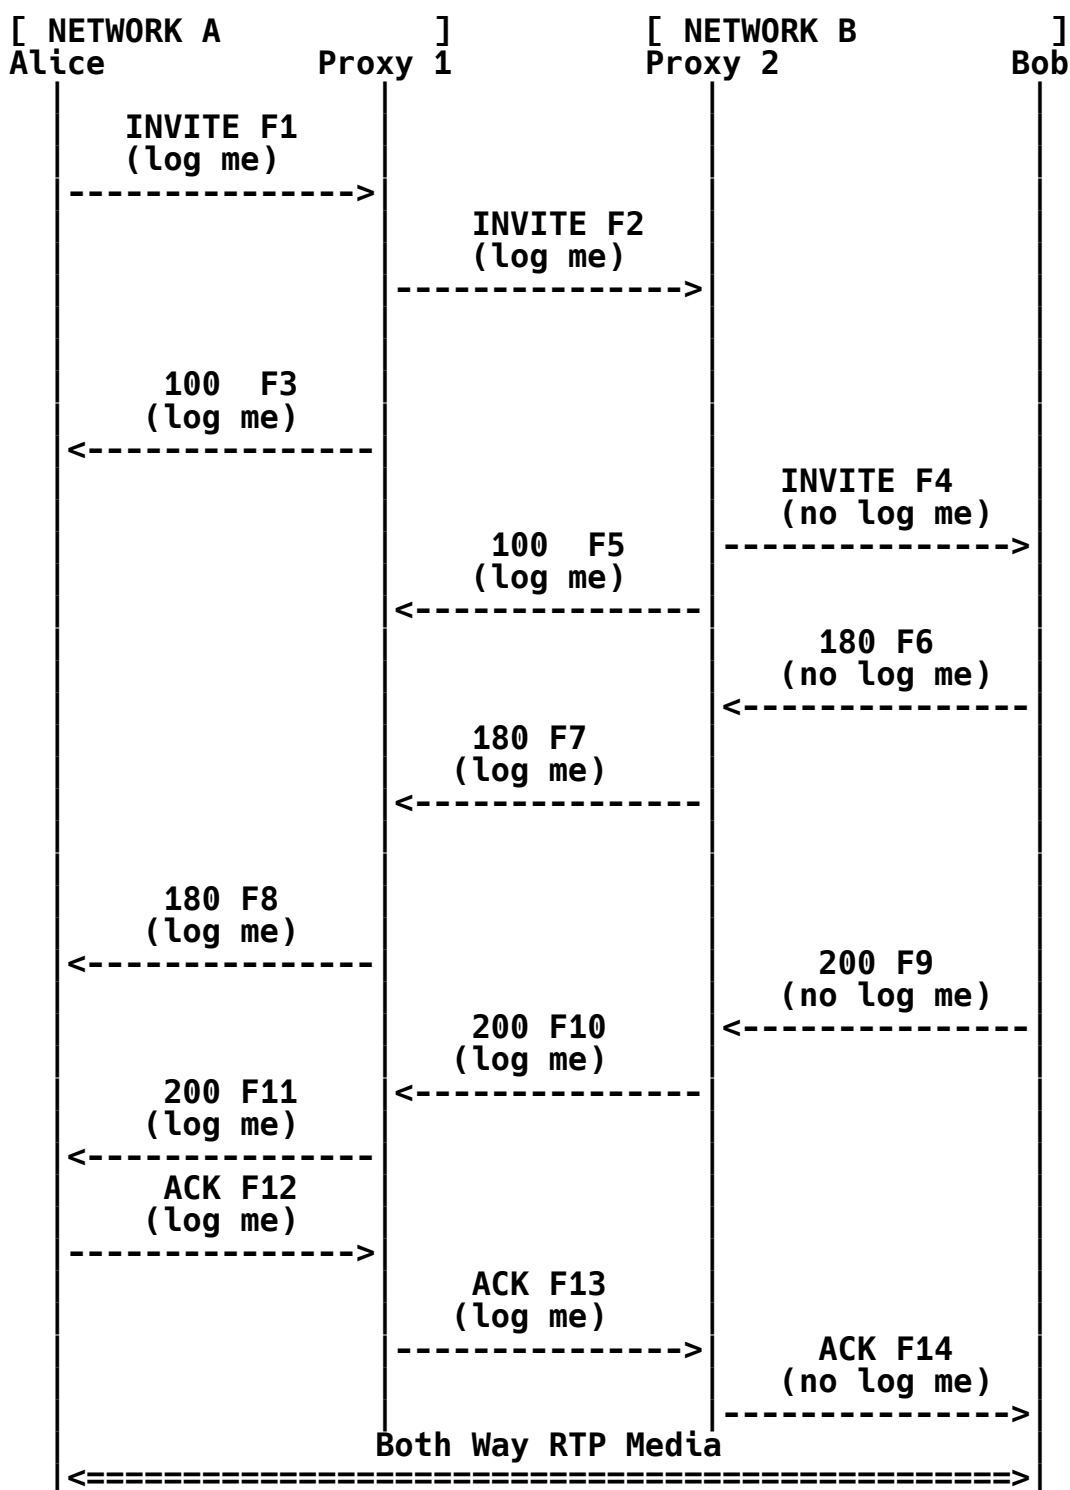 [ NETWORK A ] [ NETWORK B ]
Alice Proxy 1 Proxy 2 Bob
INVITE F1
(log me)
INVITE F2
(log me)
100 F3
(log me)
INVITE F4
(no log me)
100 F5
(log me)
180 F6
(no log me)
180 F7
(log me)
180 F8
(log me)
200 F9
(no log me)
200 F10
(log me)
200 F11
(log me)
ACK F12
(log me)
ACK F13
(log me)
ACK F14
(no log me)
Both Way RTP Media